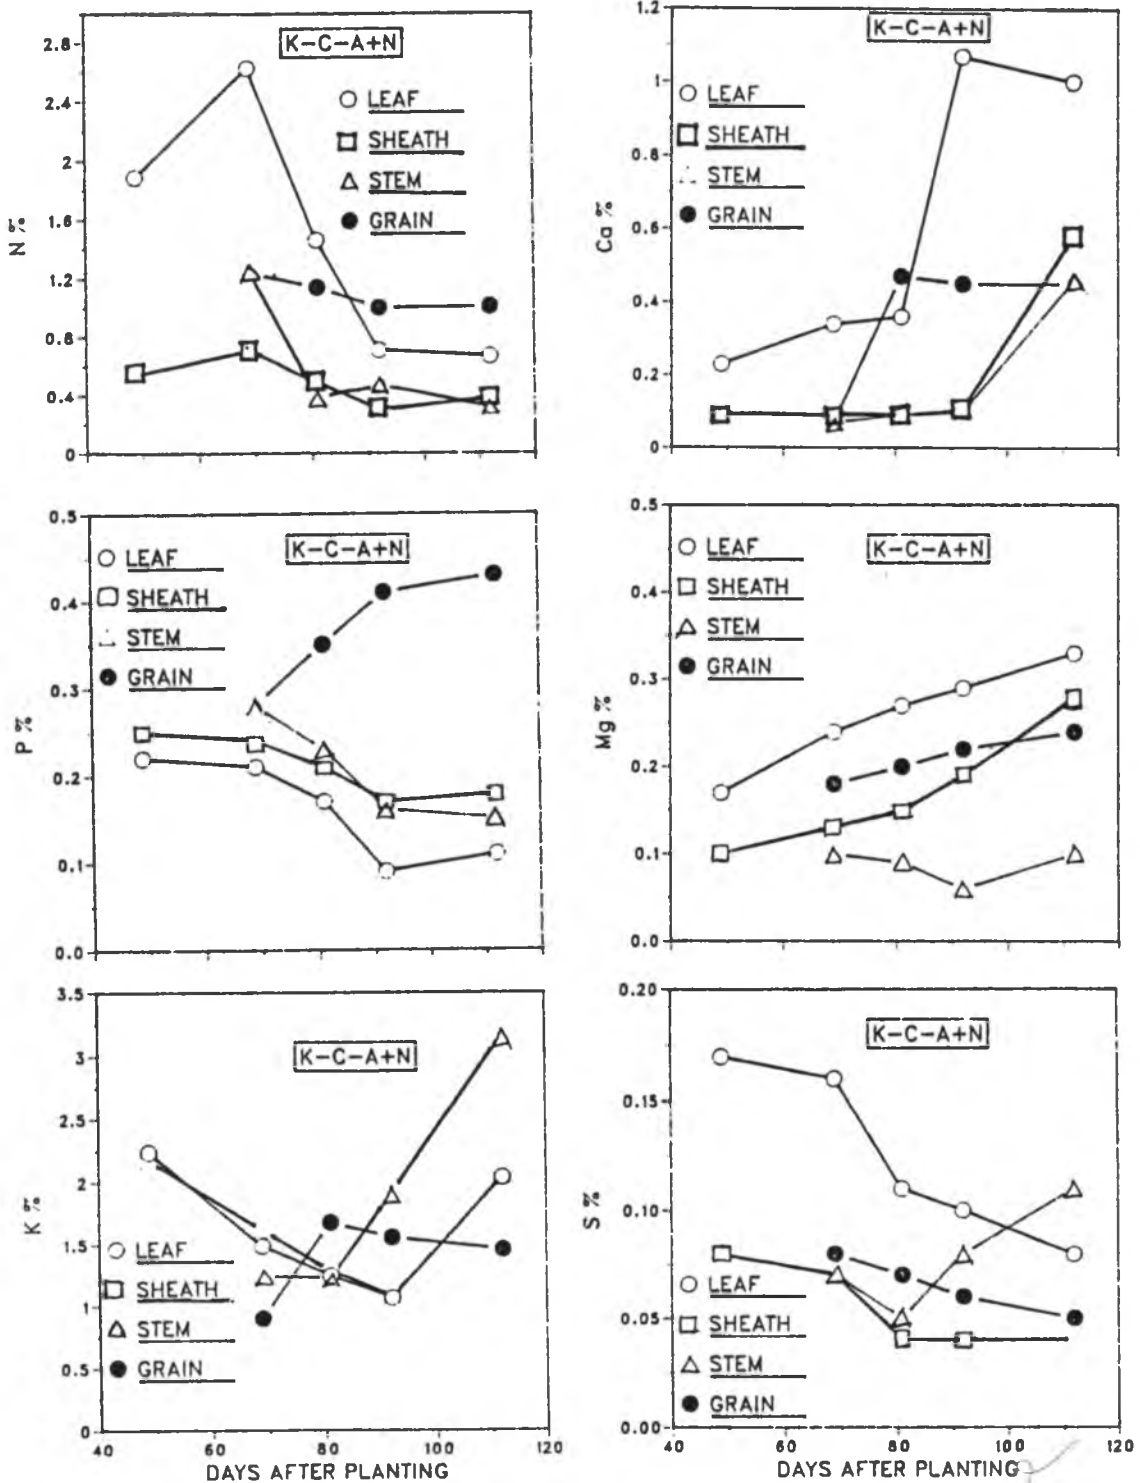 K-C-A+N
LEAF
SHEATH
STEM
GRAIN
N %
2.8
2.4
2
1.6
1.2
0.8
0.4
0
K-C-A+N
LEAF
SHEATH
STEM
GRAIN
Ca %
1.2
1
0.8
0.6
0.4
0.2
0
K-C-A+N
LEAF
SHEATH
STEM
GRAIN
P %
0.5
0.4
0.3
0.2
0.1
0.0
K-C-A+N
LEAF
SHEATH
STEM
GRAIN
Mg %
0.5
0.4
0.3
0.2
0.1
0.0
K-C-A+N
LEAF
SHEATH
STEM
GRAIN
K %
3.5
3
2.5
2
1.5
1
0.5
0
40 60 80 100 120
DAYS AFTER PLANTING
K-C-A+N
LEAF
SHEATH
STEM
GRAIN
S %
0.20
0.15
0.10
0.05
0.00
40 60 80 100 120
DAYS AFTER PLANTING